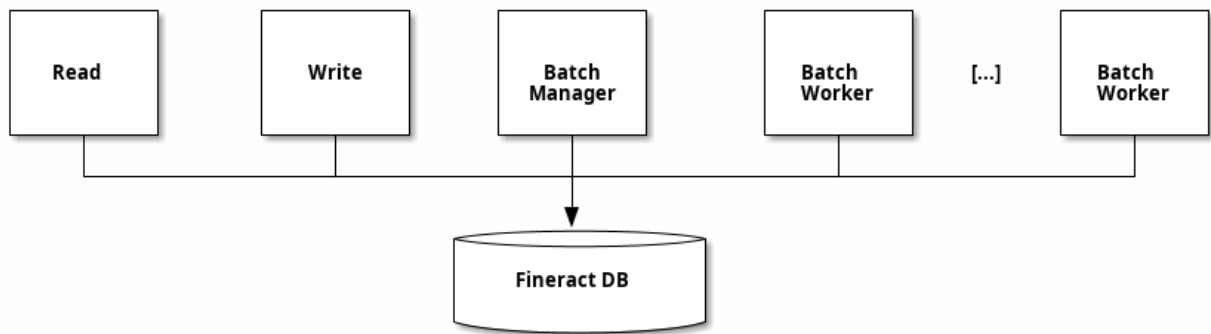 Read
Write
Batch
Manager
Batch
Worker
[...]
Batch
Worker
Fineract DB